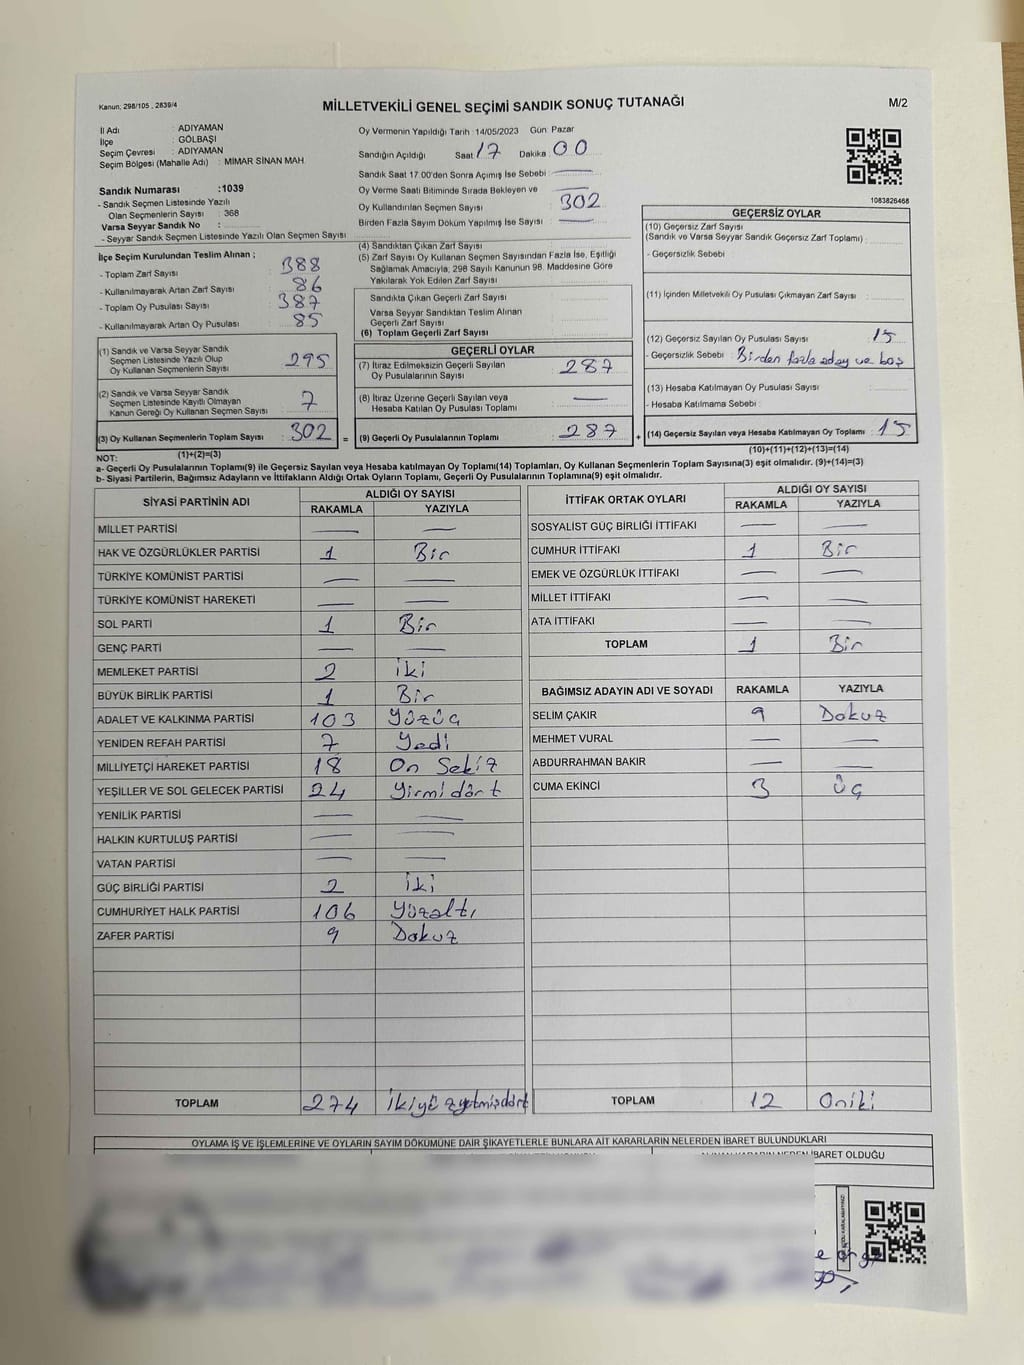 Kanun; 298/105 , 2839/4
MİLLETVEKİLİ GENEL SEÇİMİ SANDIK SONUÇ TUTANAĞI
M/2
İl Adı : ADIYAMAN
İlçe : GÖLBAŞI
Seçim Çevresi : ADIYAMAN
Seçim Bölgesi (Mahalle Adı) : MİMAR SİNAN MAH.
Sandık Numarası :1039
- Sandık Seçmen Listesinde Yazılı
Olan Seçmenlerin Sayısı : 368
Varsa Seyyar Sandık No :
- Seyyar Sandık Seçmen Listesinde Yazılı Olan Seçmen Sayısı
Oy Vermenin Yapıldığı Tarih : 14/05/2023 Gün: Pazar
Sandığın Açıldığı Saat : 17 Dakika : 00
Sandık Saat 17:00'den Sonra Açılmış İse Sebebi : —
Oy Verme Saati Bitiminde Sırada Bekleyen ve —
Oy Kullandırılan Seçmen Sayısı : 302
Birden Fazla Sayım Döküm Yapılmış İse Sayısı : —
1083826468
İlçe Seçim Kurulundan Teslim Alınan ;
- Toplam Zarf Sayısı : 388
- Kullanılmayarak Artan Zarf Sayısı : 86
- Toplam Oy Pusulası Sayısı : 387
- Kullanılmayarak Artan Oy Pusulası : 85
(1) Sandık ve Varsa Seyyar Sandık
Seçmen Listesinde Yazılı Olup
Oy Kullanan Seçmenlerin Sayısı : 295
(2) Sandık ve Varsa Seyyar Sandık
Seçmen Listesinde Kayıtlı Olmayan
Kanun Gereği Oy Kullanan Seçmen Sayısı : 7
(3) Oy Kullanan Seçmenlerin Toplam Sayısı : 302 =
(1)+(2)=(3)
(4) Sandıktan Çıkan Zarf Sayısı :
(5) Zarf Sayısı Oy Kullanan Seçmen Sayısından Fazla İse, Eşitliği
Sağlamak Amacıyla; 298 Sayılı Kanunun 98. Maddesine Göre
Yakılarak Yok Edilen Zarf Sayısı :
Sandıkta Çıkan Geçerli Zarf Sayısı :
Varsa Seyyar Sandıktan Teslim Alınan
Geçerli Zarf Sayısı :
(6) Toplam Geçerli Zarf Sayısı :
GEÇERLİ OYLAR
(7) İtiraz Edilmeksizin Geçerli Sayılan
Oy Pusulalarının Sayısı : 287
(8) İtiraz Üzerine Geçerli Sayılan veya
Hesaba Katılan Oy Pusulası Toplamı : —
(9) Geçerli Oy Pusulalarının Toplamı : 287 +
GEÇERSİZ OYLAR
(10) Geçersiz Zarf Sayısı
(Sandık ve Varsa Seyyar Sandık Geçersiz Zarf Toplamı) :
- Geçersizlik Sebebi :
(11) İçinden Milletvekili Oy Pusulası Çıkmayan Zarf Sayısı :
(12) Geçersiz Sayılan Oy Pusulası Sayısı : 15
- Geçersizlik Sebebi : Birden fazla aday ve boş
(13) Hesaba Katılmayan Oy Pusulası Sayısı :
- Hesaba Katılmama Sebebi :
(14) Geçersiz Sayılan veya Hesaba Katılmayan Oy Toplamı : 15
(10)+(11)+(12)+(13)=(14)
NOT:
a- Geçerli Oy Pusulalarının Toplamı(9) ile Geçersiz Sayılan veya Hesaba katılmayan Oy Toplamı(14) Toplamları, Oy Kullanan Seçmenlerin Toplam Sayısına(3) eşit olmalıdır. (9)+(14)=(3)
b- Siyasi Partilerin, Bağımsız Adayların ve İttifakların Aldığı Ortak Oyların Toplamı, Geçerli Oy Pusulalarının Toplamına(9) eşit olmalıdır.
SİYASİ PARTİNİN ADI ALDIĞI OY SAYISI
RAKAMLA YAZIYLA
MİLLET PARTİSİ — —
HAK VE ÖZGÜRLÜKLER PARTİSİ 1 Bir
TÜRKİYE KOMÜNİST PARTİSİ — —
TÜRKİYE KOMÜNİST HAREKETİ — —
SOL PARTİ 1 Bir
GENÇ PARTİ — —
MEMLEKET PARTİSİ 2 iki
BÜYÜK BİRLİK PARTİSİ 1 Bir
ADALET VE KALKINMA PARTİSİ 103 Yüzüç
YENİDEN REFAH PARTİSİ 7 Yedi
MİLLİYETÇİ HAREKET PARTİSİ 18 On Sekiz
YEŞİLLER VE SOL GELECEK PARTİSİ 24 Yirmi dört
YENİLİK PARTİSİ — —
HALKIN KURTULUŞ PARTİSİ — —
VATAN PARTİSİ — —
GÜÇ BİRLİĞİ PARTİSİ 2 İki
CUMHURİYET HALK PARTİSİ 106 Yüzaltı
ZAFER PARTİSİ 9 Dokuz
TOPLAM 274 ikiyüzyetmişdört
İTTİFAK ORTAK OYLARI ALDIĞI OY SAYISI
RAKAMLA YAZIYLA
SOSYALİST GÜÇ BİRLİĞİ İTTİFAKI — —
CUMHUR İTTİFAKI 1 Bir
EMEK VE ÖZGÜRLÜK İTTİFAKI — —
MİLLET İTTİFAKI — —
ATA İTTİFAKI — —
TOPLAM 1 Bir
BAĞIMSIZ ADAYIN ADI VE SOYADI RAKAMLA YAZIYLA
SELİM ÇAKIR 9 Dokuz
MEHMET VURAL — —
ABDURRAHMAN BAKIR — —
CUMA EKİNCİ 3 Üç
TOPLAM 12 Oniki
OYLAMA İŞ VE İŞLEMLERİNE VE OYLARIN SAYIM DÖKÜMÜNE DAİR ŞİKAYETLERLE BUNLARA AİT KARARLARIN NELERDEN İBARET BULUNDUKLARI
İBARET OLDUĞU